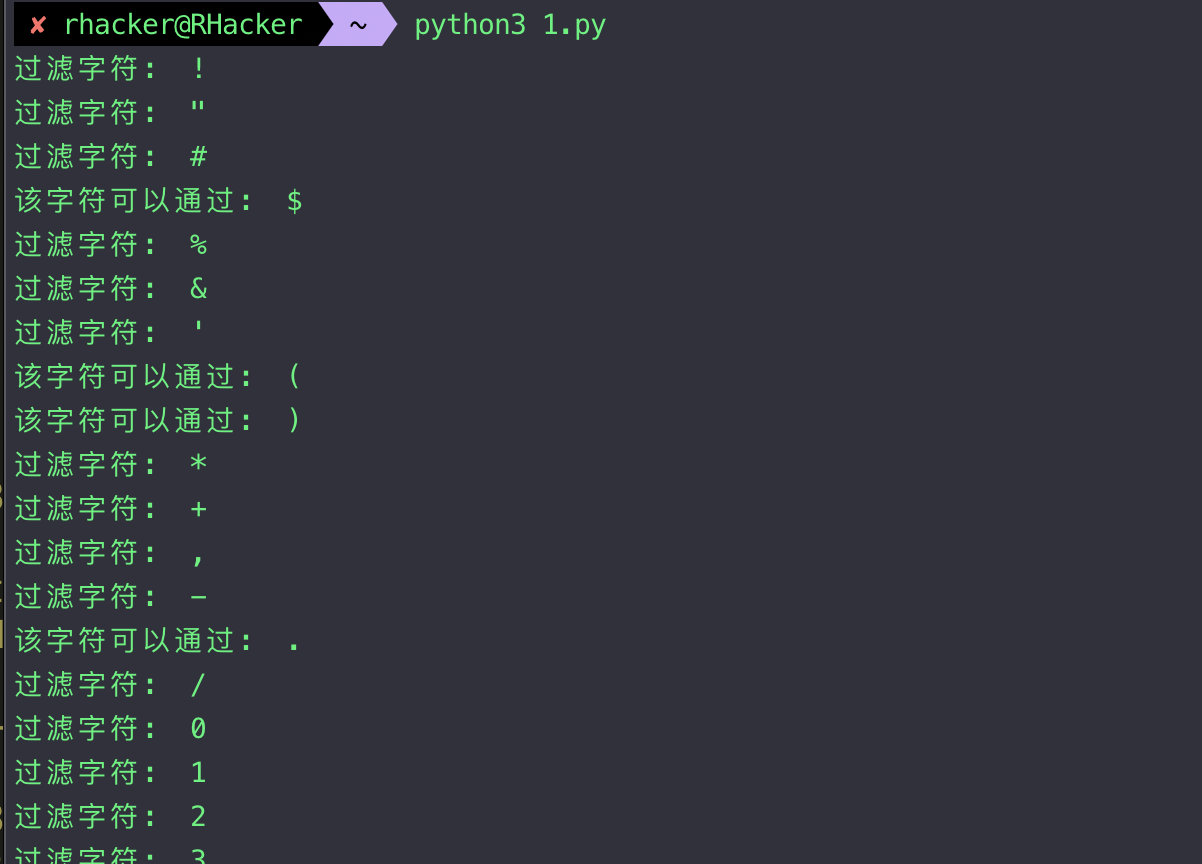 ✘ rhacker@RHacker ~ python3 1.py
过滤字符: !
过滤字符: "
过滤字符: #
该字符可以通过: $
过滤字符: %
过滤字符: &
过滤字符: '
该字符可以通过: (
该字符可以通过: )
过滤字符: *
过滤字符: +
过滤字符: ,
过滤字符: -
该字符可以通过: .
过滤字符: /
过滤字符: 0
过滤字符: 1
过滤字符: 2
过滤字符: 3